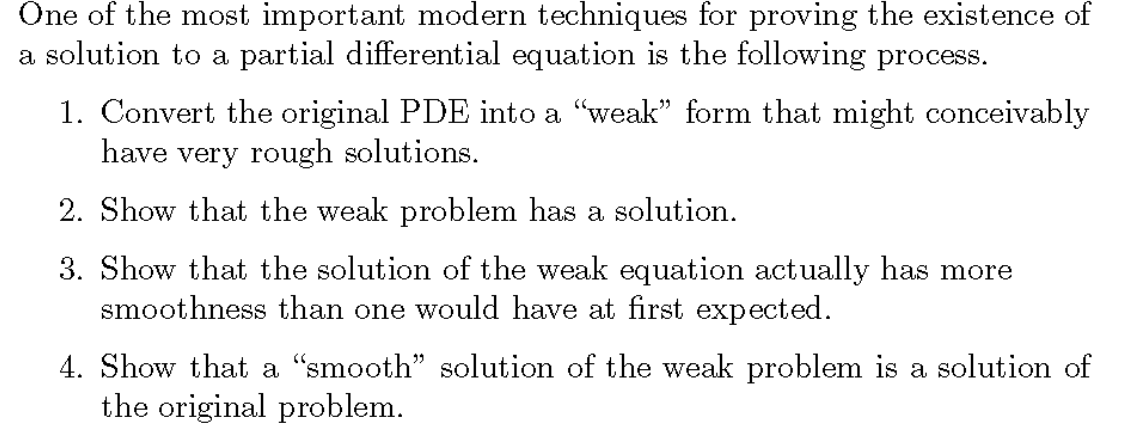 One of the most important modern techniques for proving the existence of
a solution to a partial differential equation is the following process.
1. Convert the original PDE into a “weak” form that might conceivably
have very rough solutions.
2. Show that the weak problem has a solution.
3. Show that the solution of the weak equation actually has more
smoothness than one would have at first expected.
4. Show that a “smooth” solution of the weak problem is a solution of
the original problem.